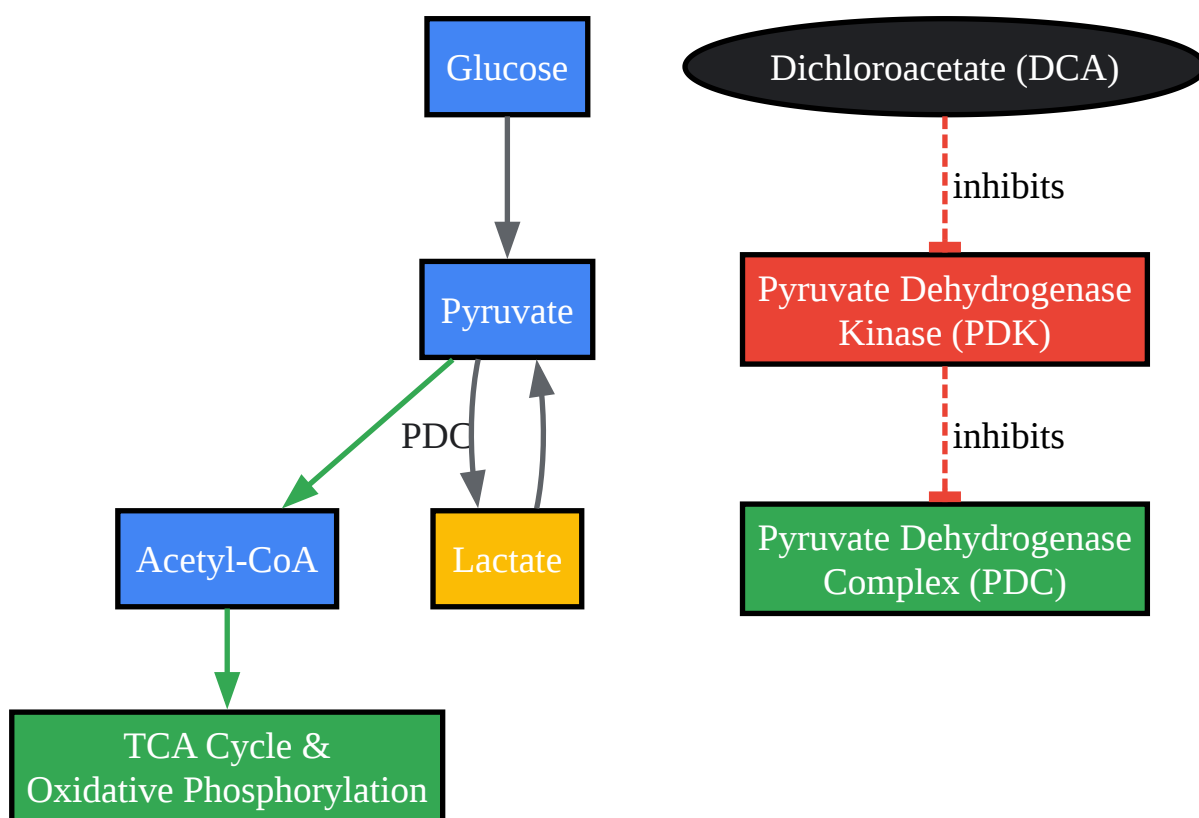 Glucose
Dichloroacetate (DCA)
inhibits
Pyruvate
Pyruvate Dehydrogenase
Kinase (PDK)
PDC
inhibits
Acetyl-CoA
Lactate
Pyruvate Dehydrogenase
Complex (PDC)
TCA Cycle &
Oxidative Phosphorylation